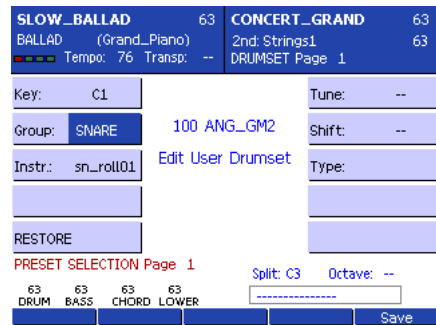 SLOW_BALLAD 63 CONCERT_GRAND 63
BALLAD (Grand_Piano) 2nd: Strings1 63
Tempo: 76 Transp: -- DRUMSET Page 1
Key: C1 Tune: --
Group: SNARE 100 ANG_GM2 Shift: --
Instr.: sn_roll01 Edit User Drumset Type:
RESTORE
PRESET SELECTION Page 1
Split: C3 Octave: --
63 63 63 63
DRUM BASS CHORD LOWER ---------------
Save